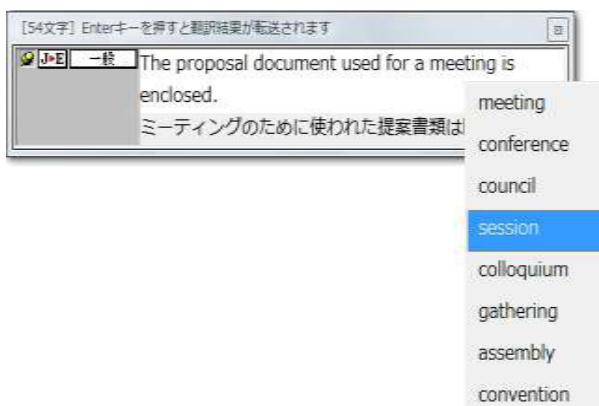 [54文字] Enterキーを押すと翻訳結果が転送されます
J▶E 一般
The proposal document used for a meeting is
enclosed.
ミーティングのために使われた提案書類は
meeting
conference
council
session
colloquium
gathering
assembly
convention